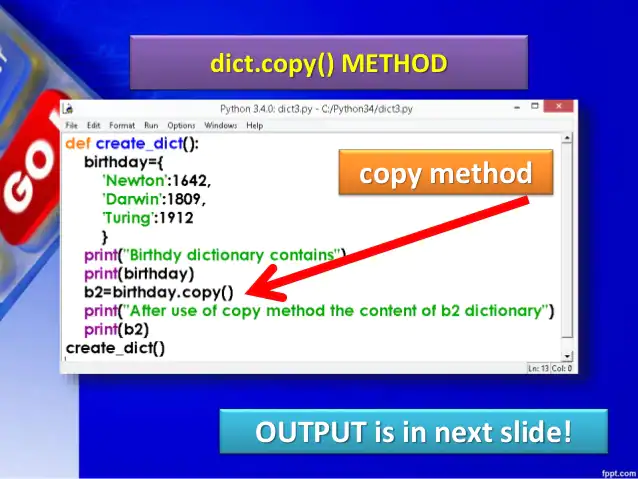 dict.copy() METHOD
Python 3.4.0: dict3.py - C:/Python34/dict3.py
File Edit Format Run Options Windows Help
def create_dict():
birthday={
'Newton':1642,
'Darwin':1809,
'Turing':1912
}
print("Birthdy dictionary contains")
print(birthday)
b2=birthday.copy()
print("After use of copy method the content of b2 dictionary")
print(b2)
create_dict()
copy method
Ln: 13 Col: 0
OUTPUT is in next slide!
GO!
fppt.com